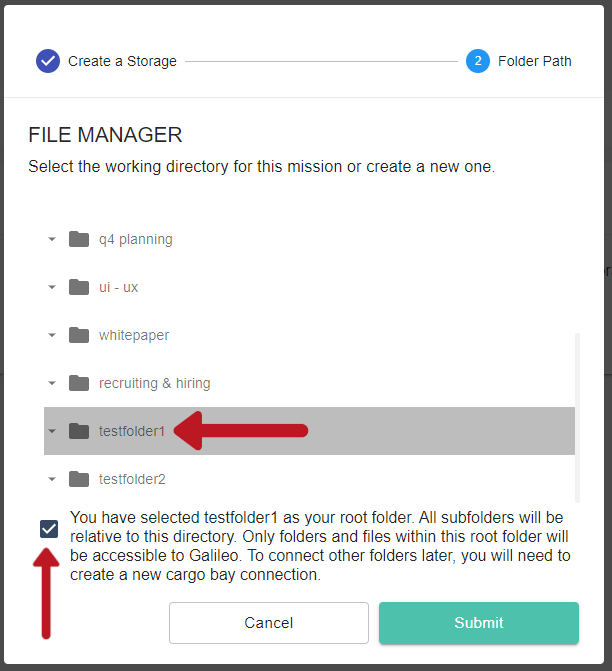 Create a Storage
2 Folder Path
FILE MANAGER
Select the working directory for this mission or create a new one.
q4 planning
ui - ux
whitepaper
recruiting & hiring
testfolder1
testfolder2
You have selected testfolder1 as your root folder. All subfolders will be
relative to this directory. Only folders and files within this root folder will
be accessible to Galileo. To connect other folders later, you will need to
create a new cargo bay connection.
Cancel
Submit